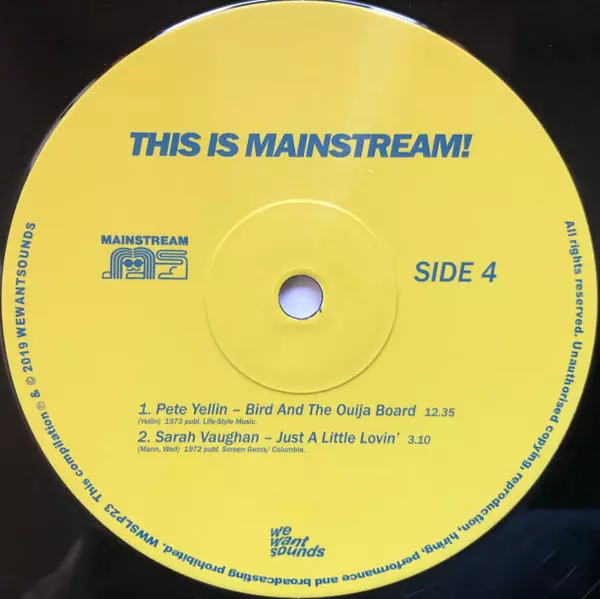 THIS IS MAINSTREAM!
MAINSTREAM
ms
SIDE 4
1. Pete Yellin – Bird And The Ouija Board 12.35
(Yellin) 1972 publ. Life-Style Music.
2. Sarah Vaughan – Just A Little Lovin' 3.10
(Mann, Weil) 1972 publ. Screen Gems/ Columbia.
we
want
sounds
All rights reserved. Unauthorised copying, reproduction, hiring, performance and broadcasting prohibited. WWSLP23 This compilation ℗ & © 2019 WEWANTSOUNDS